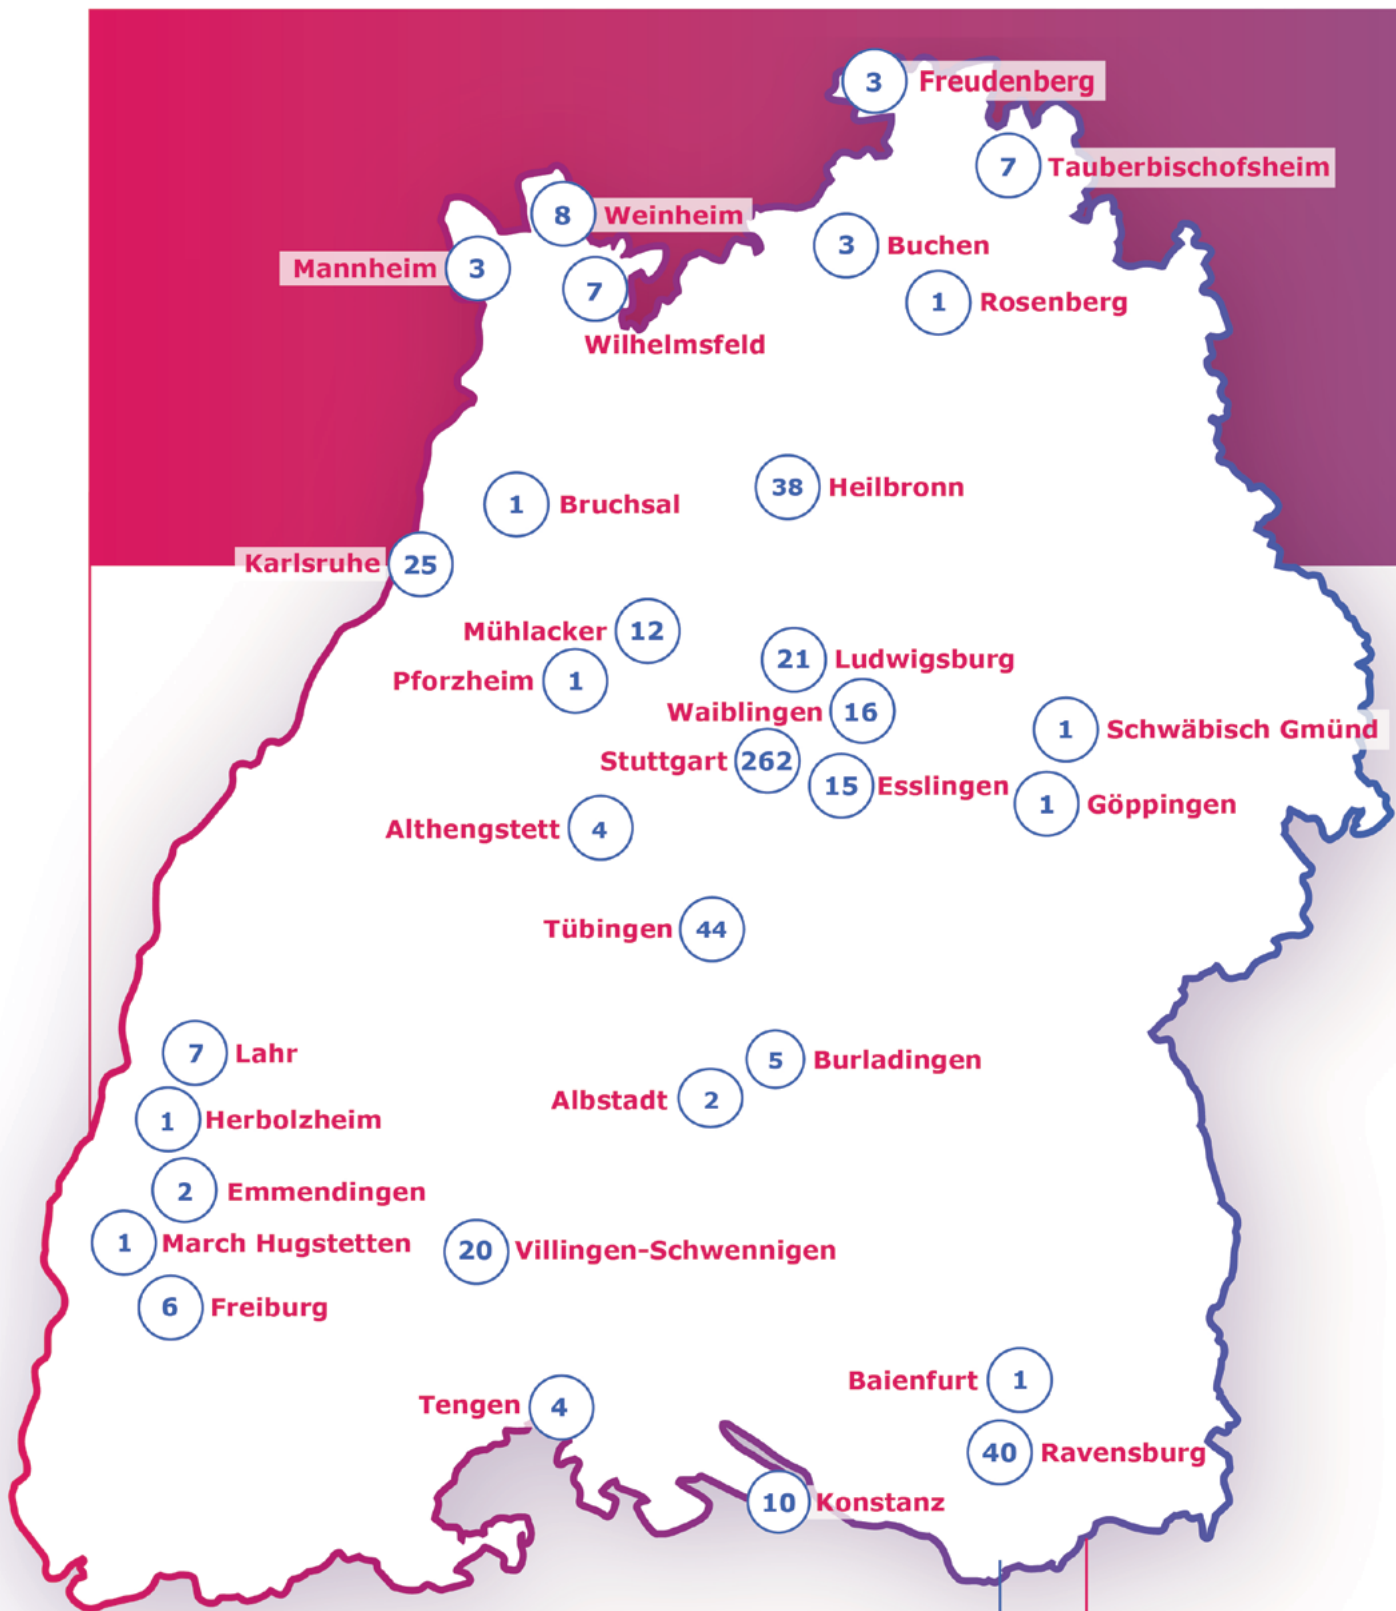 3 Freudenberg
7 Tauberbischofsheim
8 Weinheim
3 Buchen
Mannheim 3
7
Wilhelmsfeld
1 Rosenberg
38 Heilbronn
1 Bruchsal
Karlsruhe 25
Mühlacker 12
21 Ludwigsburg
Pforzheim 1
Waiblingen 16
1 Schwäbisch Gmünd
Stuttgart 262
15 Esslingen
1 Göppingen
Althengstett 4
Tübingen 44
7 Lahr
5 Burladingen
Albstadt 2
1 Herbolzheim
2 Emmendingen
1 March Hugstetten
20 Villingen-Schwennigen
6 Freiburg
Baienfurt 1
Tengen 4
40 Ravensburg
10 Konstanz